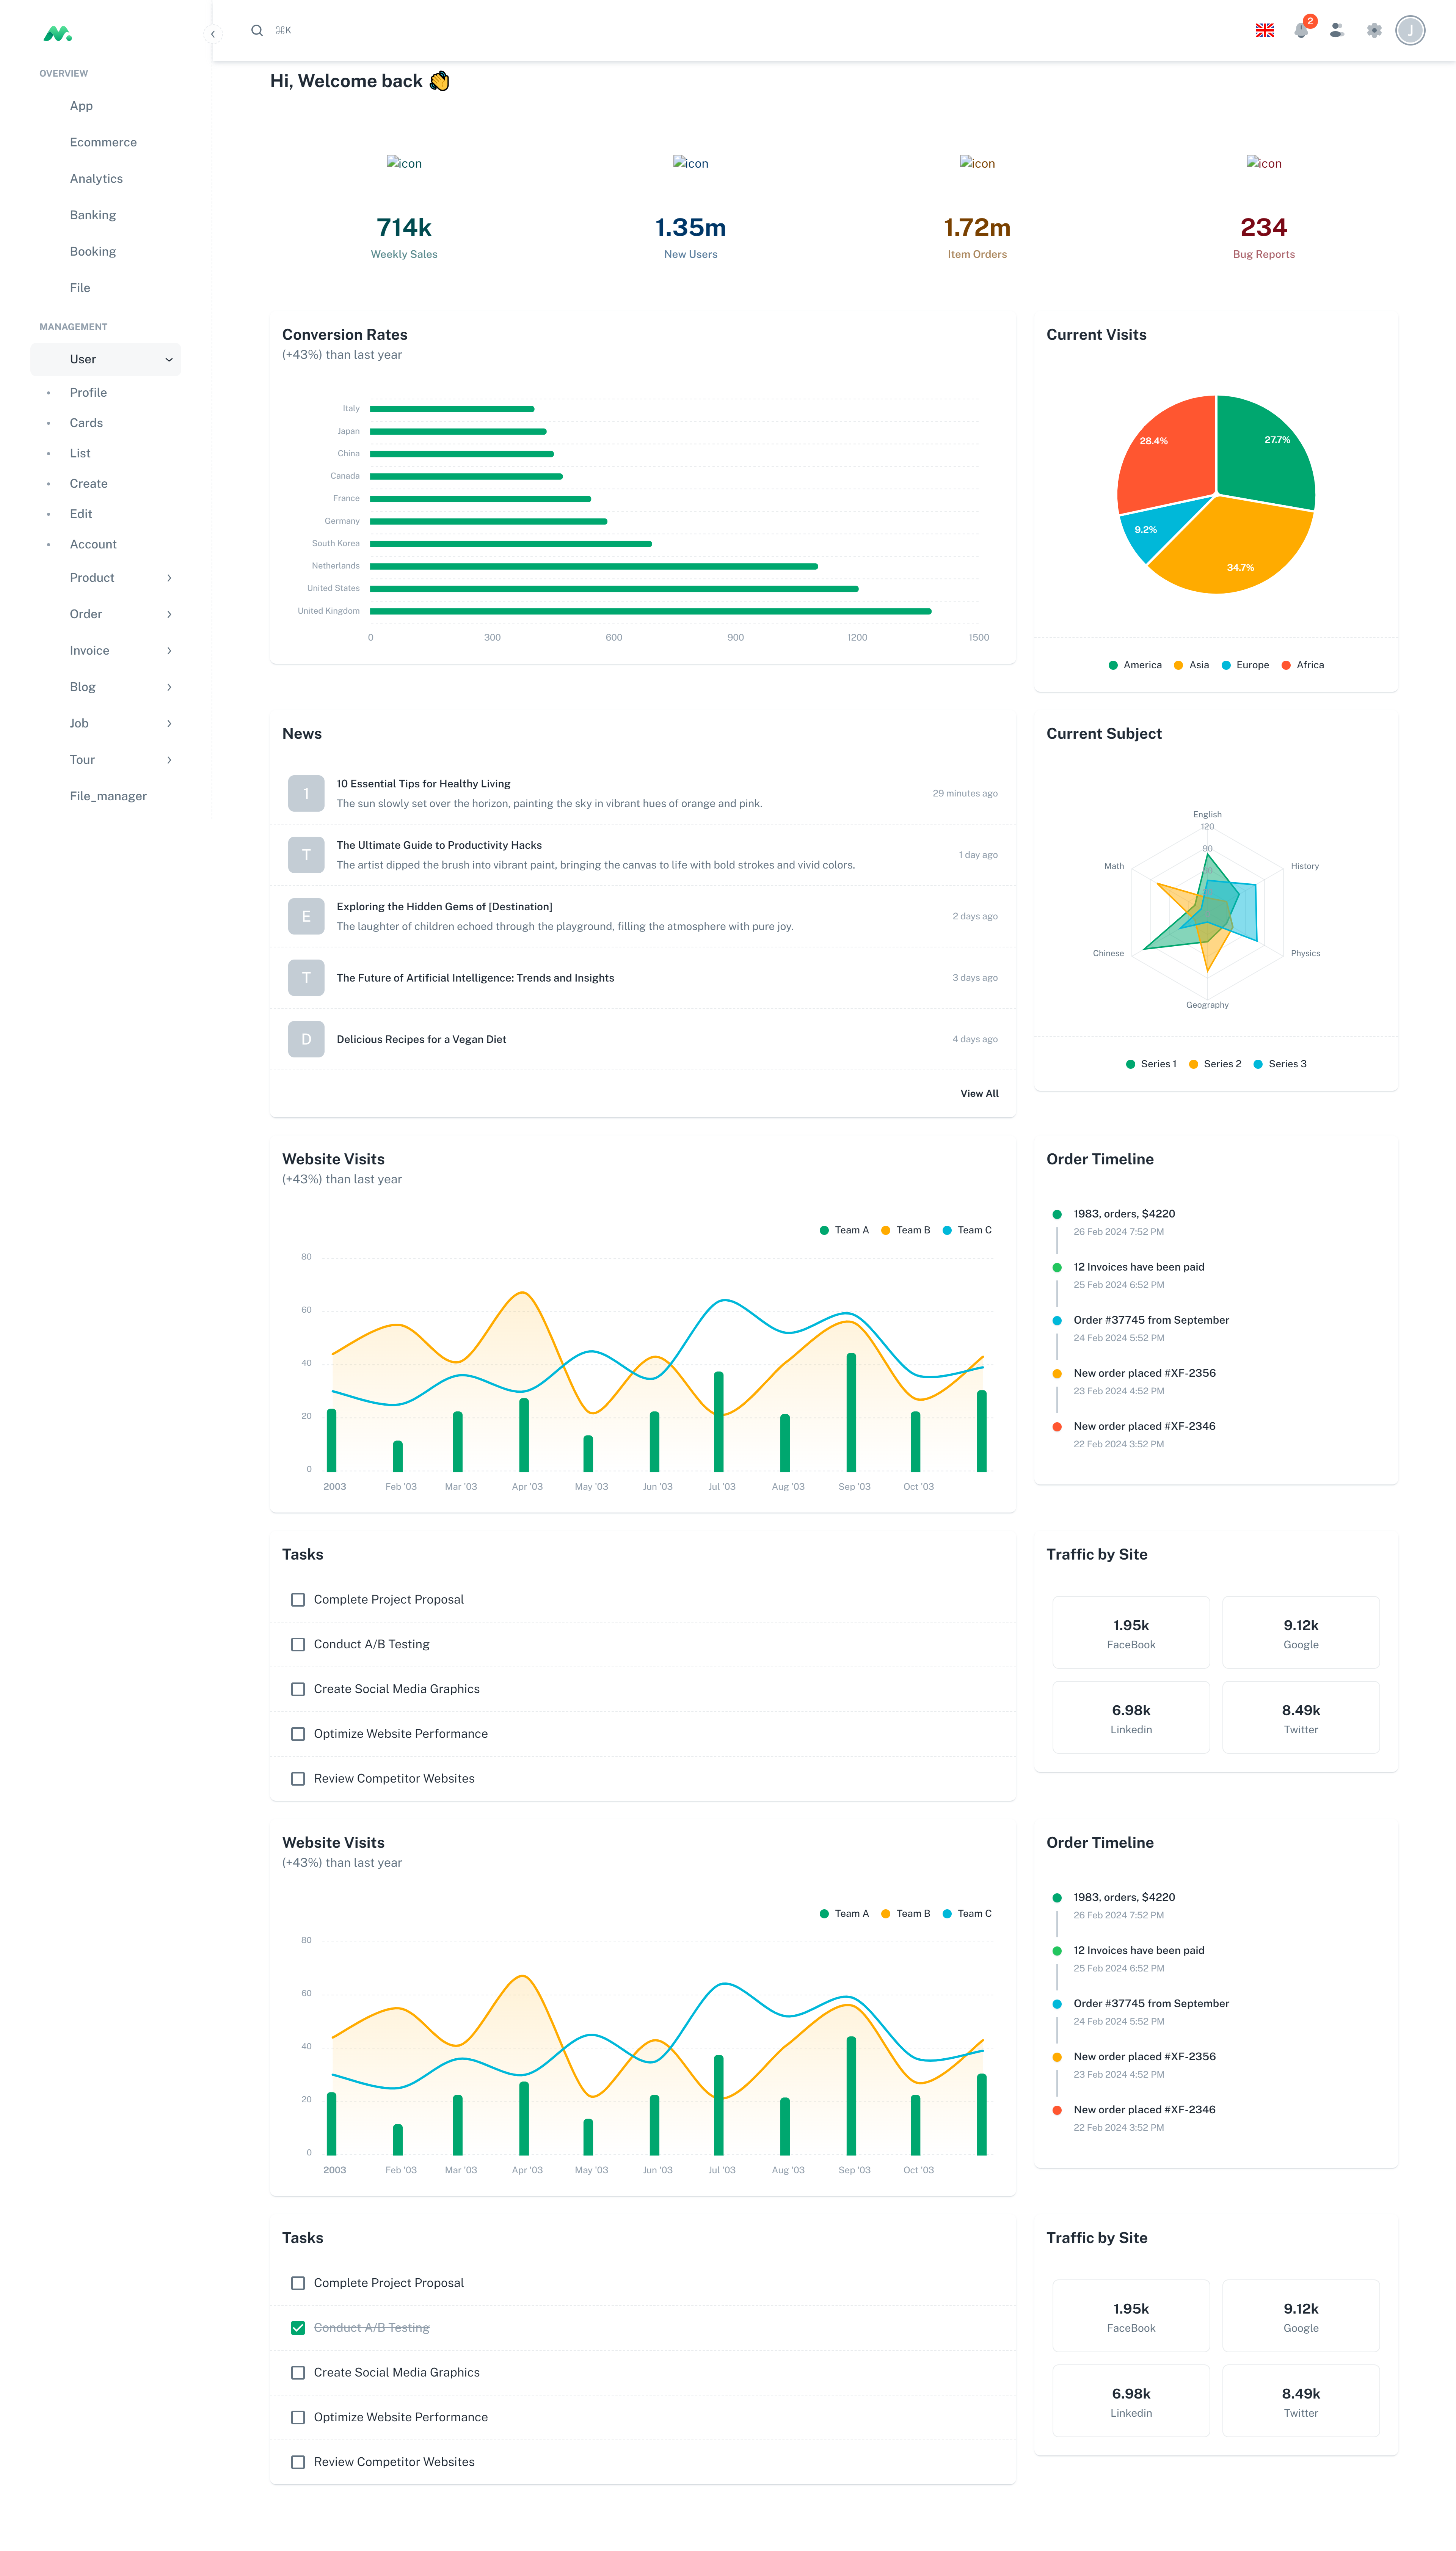 ⌘K
2
J
OVERVIEW
App
Ecommerce
Analytics
Banking
Booking
File
MANAGEMENT
User
Profile
Cards
List
Create
Edit
Account
Product
Order
Invoice
Blog
Job
Tour
File_manager
Hi, Welcome back 👋
icon
714k
Weekly Sales
icon
1.35m
New Users
icon
1.72m
Item Orders
icon
234
Bug Reports
Conversion Rates
(+43%) than last year
Italy
Japan
China
Canada
France
Germany
South Korea
Netherlands
United States
United Kingdom
0 300 600 900 1200 1500
Current Visits
28.4% 27.7%
9.2%
34.7%
America Asia Europe Africa
News
1
10 Essential Tips for Healthy Living
The sun slowly set over the horizon, painting the sky in vibrant hues of orange and pink.
29 minutes ago
T
The Ultimate Guide to Productivity Hacks
The artist dipped the brush into vibrant paint, bringing the canvas to life with bold strokes and vivid colors.
1 day ago
E
Exploring the Hidden Gems of [Destination]
The laughter of children echoed through the playground, filling the atmosphere with pure joy.
2 days ago
T
The Future of Artificial Intelligence: Trends and Insights
3 days ago
D
Delicious Recipes for a Vegan Diet
4 days ago
View All
Current Subject
English
120
90
Math
History
Chinese
Physics
Geography
Series 1 Series 2 Series 3
Website Visits
(+43%) than last year
Team A Team B Team C
80
60
40
20
0
2003 Feb '03 Mar '03 Apr '03 May '03 Jun '03 Jul '03 Aug '03 Sep '03 Oct '03
Order Timeline
1983, orders, $4220
26 Feb 2024 7:52 PM
12 Invoices have been paid
25 Feb 2024 6:52 PM
Order #37745 from September
24 Feb 2024 5:52 PM
New order placed #XF-2356
23 Feb 2024 4:52 PM
New order placed #XF-2346
22 Feb 2024 3:52 PM
Tasks
Complete Project Proposal
Conduct A/B Testing
Create Social Media Graphics
Optimize Website Performance
Review Competitor Websites
Traffic by Site
1.95k
FaceBook
9.12k
Google
6.98k
Linkedin
8.49k
Twitter
Website Visits
(+43%) than last year
Team A Team B Team C
80
60
40
20
0
2003 Feb '03 Mar '03 Apr '03 May '03 Jun '03 Jul '03 Aug '03 Sep '03 Oct '03
Order Timeline
1983, orders, $4220
26 Feb 2024 7:52 PM
12 Invoices have been paid
25 Feb 2024 6:52 PM
Order #37745 from September
24 Feb 2024 5:52 PM
New order placed #XF-2356
23 Feb 2024 4:52 PM
New order placed #XF-2346
22 Feb 2024 3:52 PM
Tasks
Complete Project Proposal
Conduct A/B Testing
Create Social Media Graphics
Optimize Website Performance
Review Competitor Websites
Traffic by Site
1.95k
FaceBook
9.12k
Google
6.98k
Linkedin
8.49k
Twitter